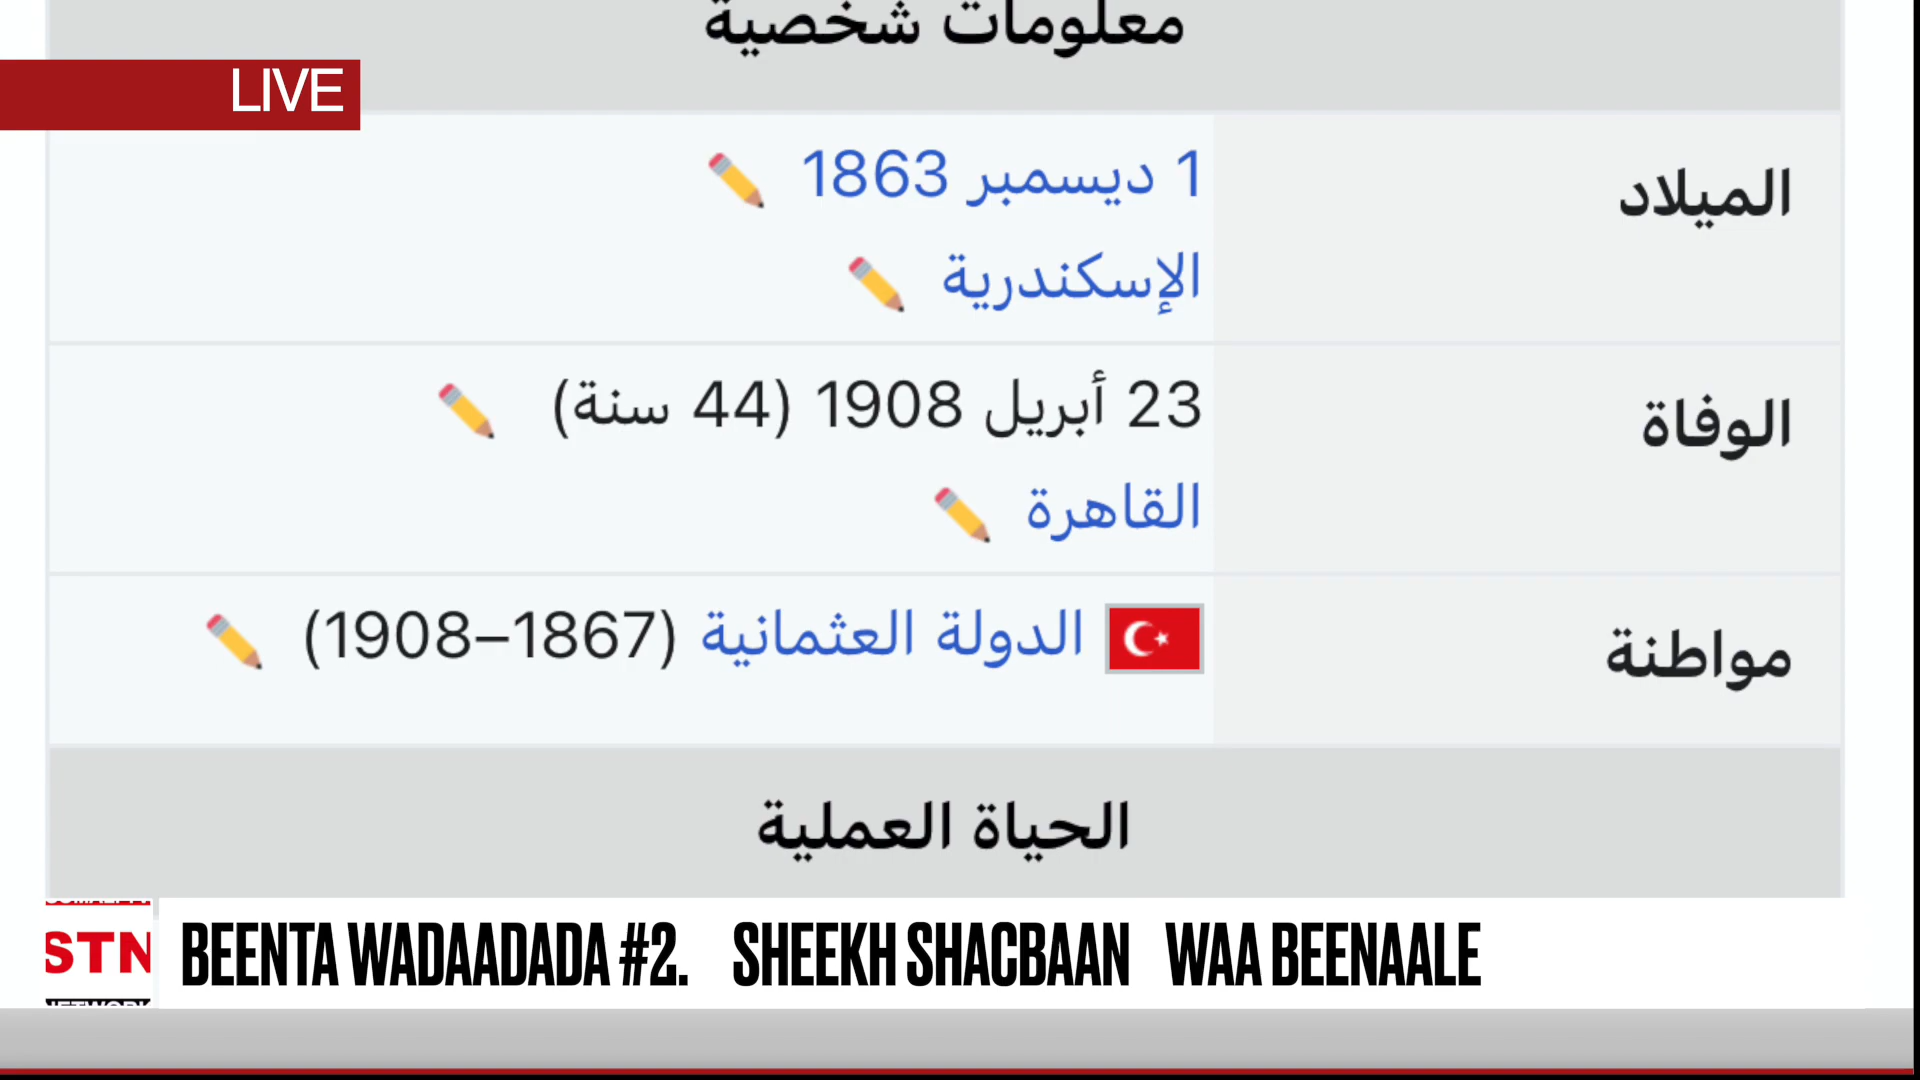 معلومات شخصية
LIVE
الميلاد
1 ديسمبر 1863
الإسكندرية
الوفاة
23 أبريل 1908 (44 سنة)
القاهرة
مواطنة
الدولة العثمانية (1867–1908)
الحياة العملية
STN
BEENTA WADAADADA #2. SHEEKH SHACBAAN WAA BEENAALE